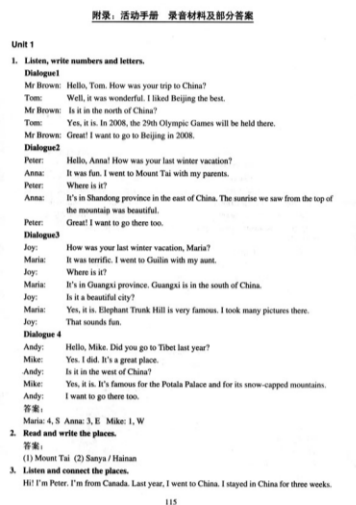 附录：活动手册 录音材料及部分答案
Unit 1
1. Listen, write numbers and letters.
Dialogue1
Mr Brown: Hello, Tom. How was your trip to China?
Tom: Well, it was wonderful. I liked Beijing the best.
Mr Brown: Is it in the north of China?
Tom: Yes, it is. In 2008, the 29th Olympic Games will be held there.
Mr Brown: Great! I want to go to Beijing in 2008.
Dialogue2
Peter: Hello, Anna! How was your last winter vacation?
Anna: It was fun. I went to Mount Tai with my parents.
Peter: Where is it?
Anna: It's in Shandong province in the east of China. The sunrise we saw from the top of
the mountaip was beautiful.
Peter: Great! I want to go there too.
Dialogue3
Joy: How was your last winter vacation, Maria?
Maria: It was terrific. I went to Guilin with my aunt.
Joy: Where is it?
Maria: It's in Guangxi province. Guangxi is in the south of China.
Joy: Is it a beautiful city?
Maria: Yes, it is. Elephant Trunk Hill is very famous. I took many pictures there.
Joy: That sounds fun.
Dialogue 4
Andy: Hello, Mike. Did you go to Tibet last year?
Mike: Yes. I did. It's a great place.
Andy: Is it in the west of China?
Mike: Yes, it is. It's famous for the Potala Palace and for its snow-capped mountains.
Andy: I want to go there too.
答案：
Maria: 4, S Anna: 3, E Mike: 1, W
2. Read and write the places.
答案：
(1) Mount Tai (2) Sanya / Hainan
3. Listen and connect the places.
Hi! I'm Peter. I'm from Canada. Last year, I went to China. I stayed in China for three weeks.
115